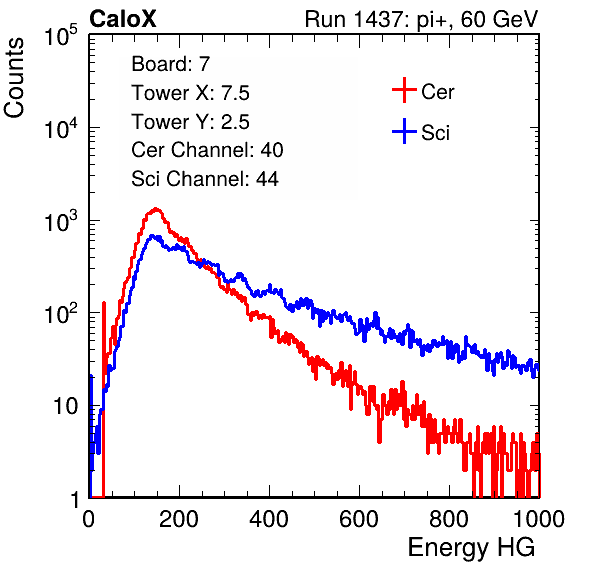 CaloX Run 1437: pi+, 60 GeV
Counts
Board: 7
Tower X: 7.5
Tower Y: 2.5
Cer Channel: 40
Sci Channel: 44
Cer
Sci
10^5
10^4
10^3
10^2
10
1
0 200 400 600 800 1000
Energy HG